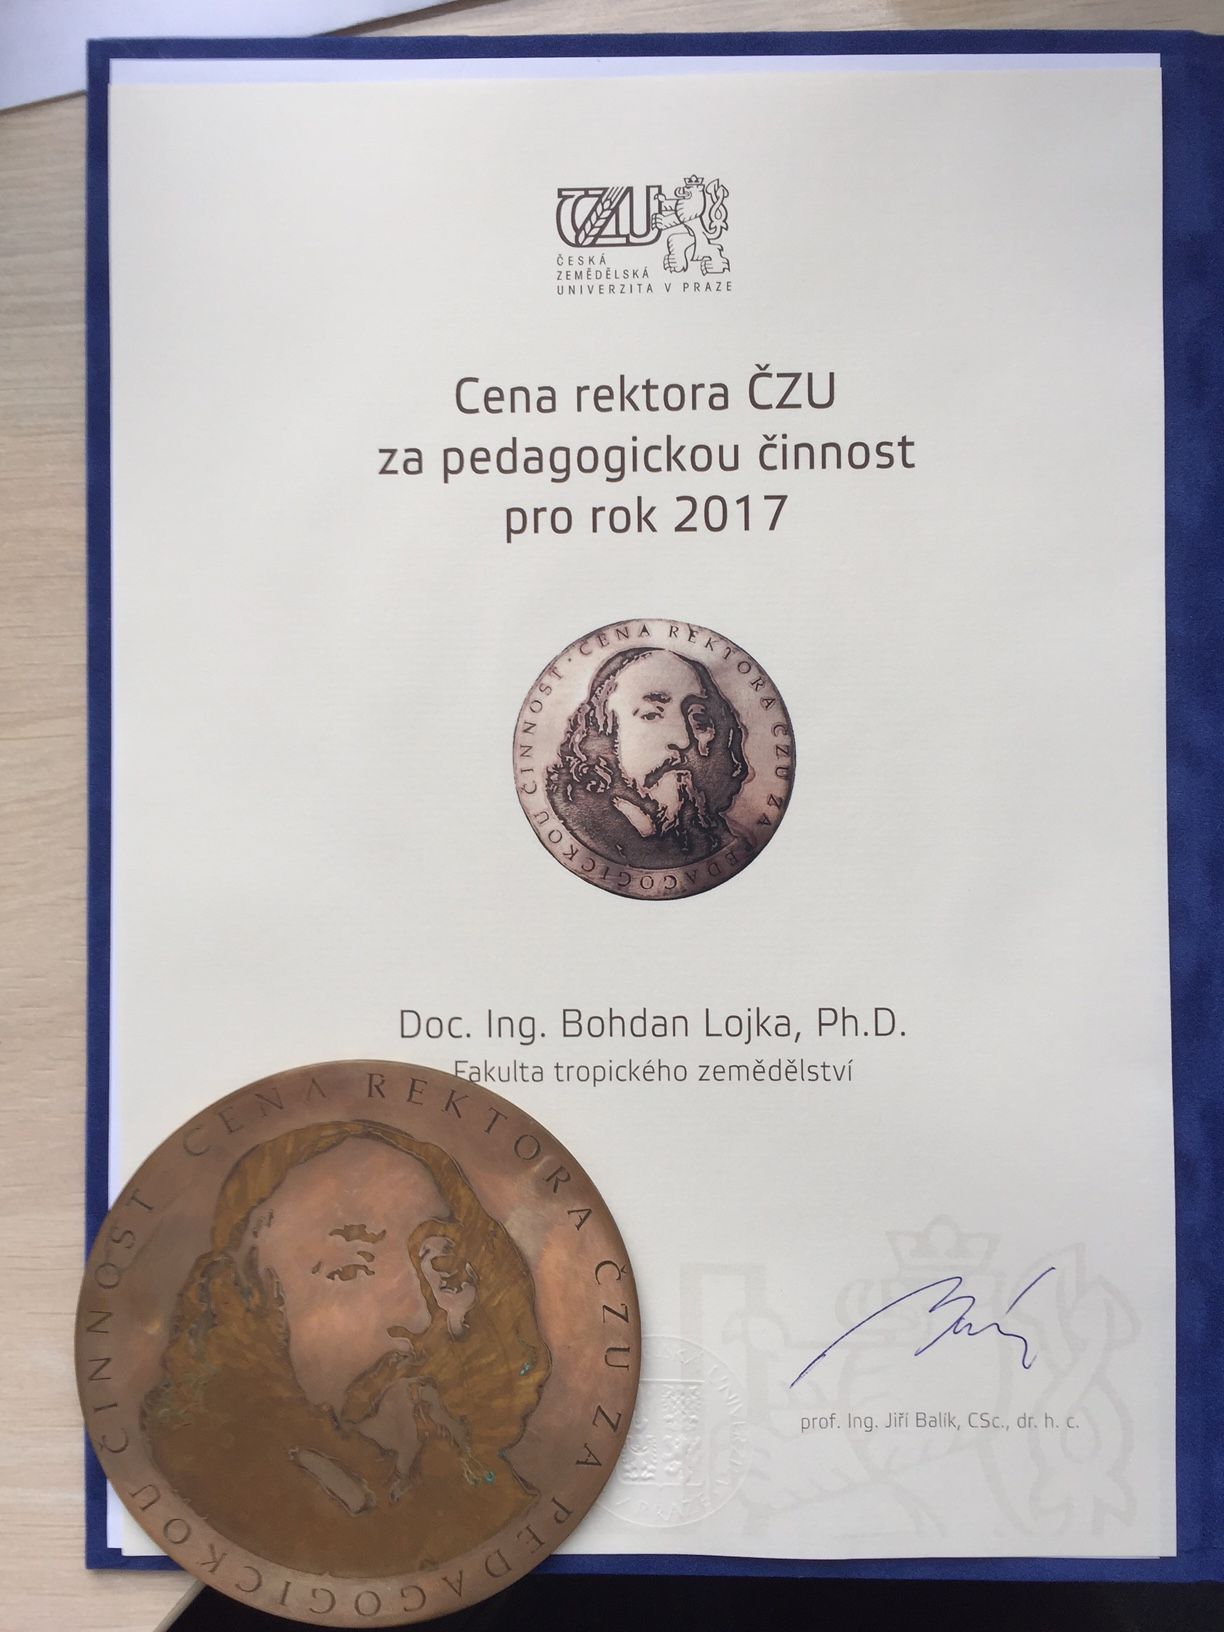 ČZU
ČESKÁ
ZEMĚDĚLSKÁ
UNIVERZITA V PRAZE
Cena rektora ČZU
za pedagogickou činnost
pro rok 2017
CENA REKTORA ČZU ZA PEDAGOGICKOU ČINNOST
Doc. Ing. Bohdan Lojka, Ph.D.
Fakulta tropického zemědělství
CENA REKTORA ČZU ZA PEDAGOGICKOU ČINNOST
prof. Ing. Jiří Balík, CSc., dr. h. c.